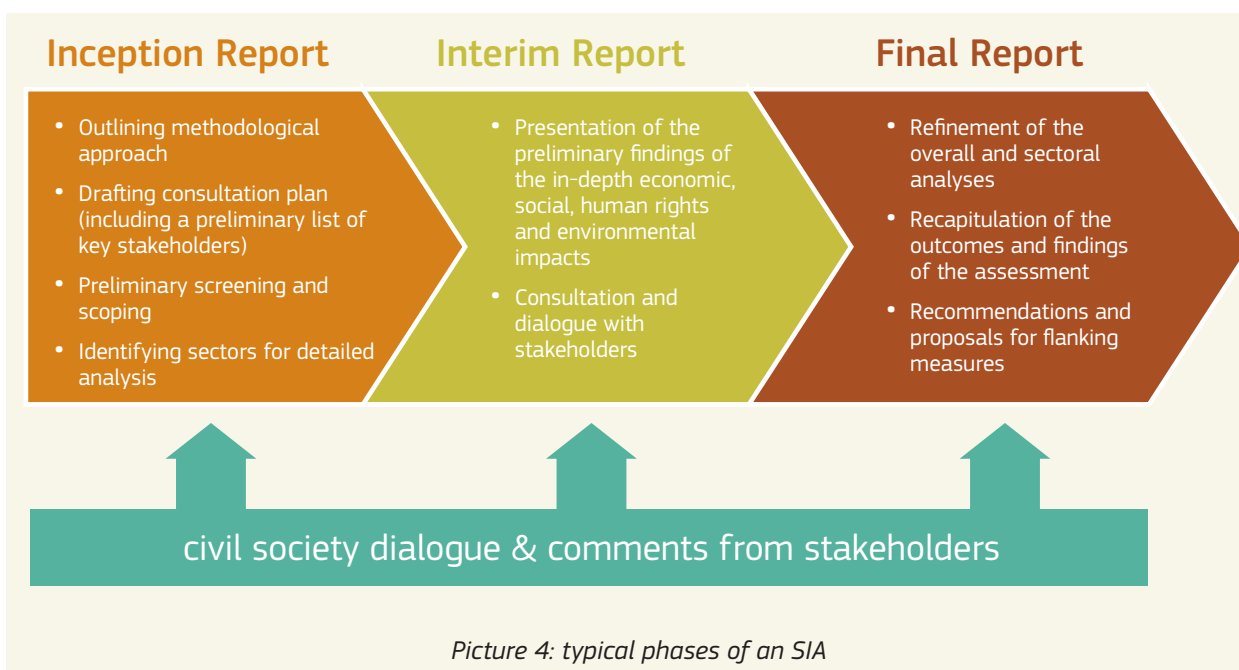 Inception Report
Interim Report
Final Report
• Outlining methodological
approach
• Drafting consultation plan
(including a preliminary list of
key stakeholders)
• Preliminary screening and
scoping
• Identifying sectors for detailed
analysis
• Presentation of the
preliminary findings of
the in-depth economic,
social, human rights
and environmental
impacts
• Consultation and
dialogue with
stakeholders
• Refinement of the
overall and sectoral
analyses
• Recapitulation of the
outcomes and findings
of the assessment
• Recommendations and
proposals for flanking
measures
civil society dialogue & comments from stakeholders
Picture 4: typical phases of an SIA